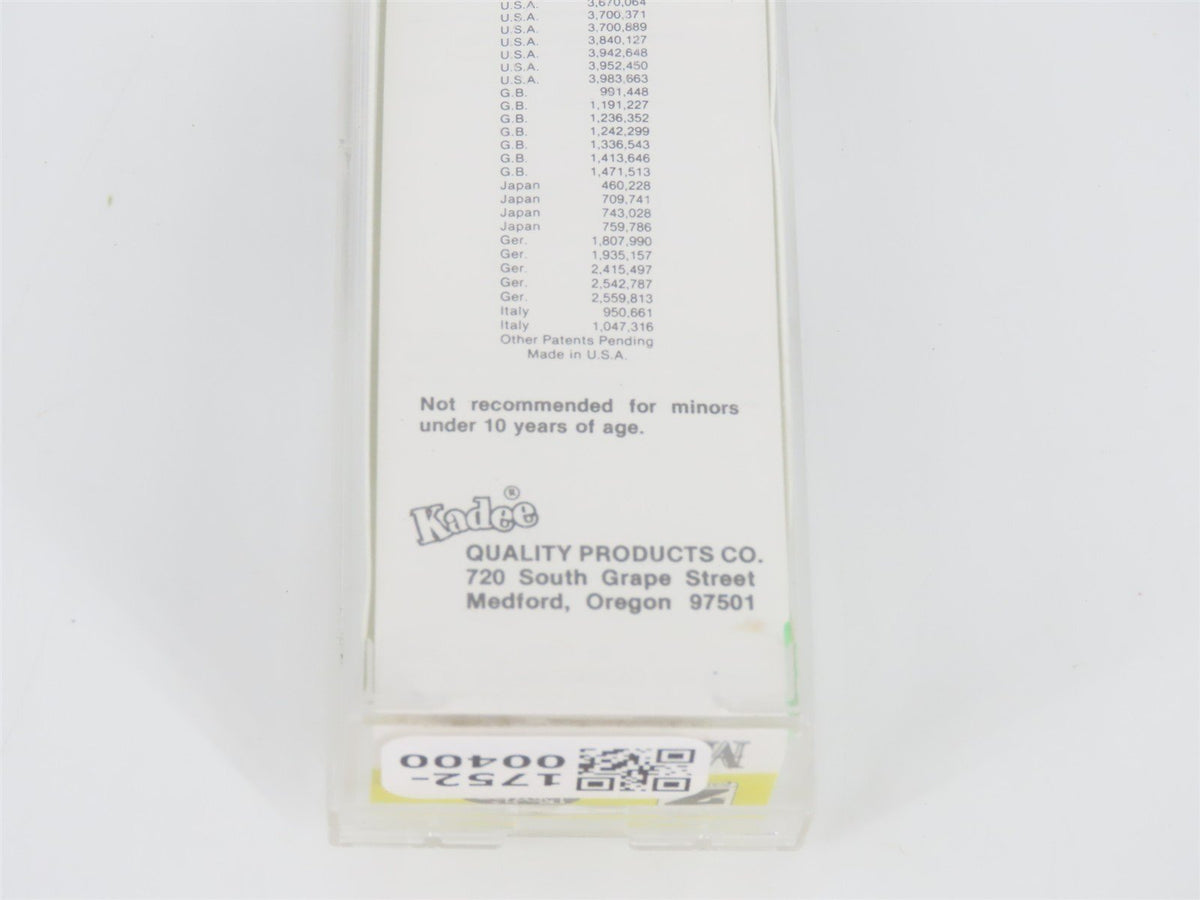 U.S.A. 3,670,064
U.S.A. 3,700,371
U.S.A. 3,700,889
U.S.A. 3,840,127
U.S.A. 3,942,648
U.S.A. 3,952,450
U.S.A. 3,983,663
G.B. 991,448
G.B. 1,191,227
G.B. 1,236,352
G.B. 1,242,299
G.B. 1,336,543
G.B. 1,413,646
G.B. 1,471,513
Japan 460,228
Japan 709,741
Japan 743,028
Japan 759,786
Ger. 1,807,990
Ger. 1,935,157
Ger. 2,415,497
Ger. 2,542,787
Ger. 2,559,813
Italy 950,661
Italy 1,047,316
Other Patents Pending
Made in U.S.A.
Not recommended for minors
under 10 years of age.
Kadee®
QUALITY PRODUCTS CO.
720 South Grape Street
Medford, Oregon 97501
1752-
00400